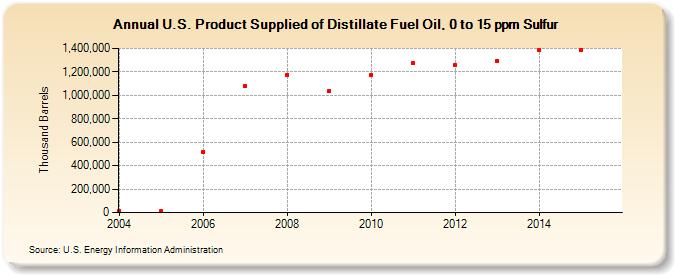 Annual U.S. Product Supplied of Distillate Fuel Oil, 0 to 15 ppm Sulfur
Thousand Barrels
1,400,000
1,200,000
1,000,000
800,000
600,000
400,000
200,000
0
2004 2006 2008 2010 2012 2014
Source: U.S. Energy Information Administration